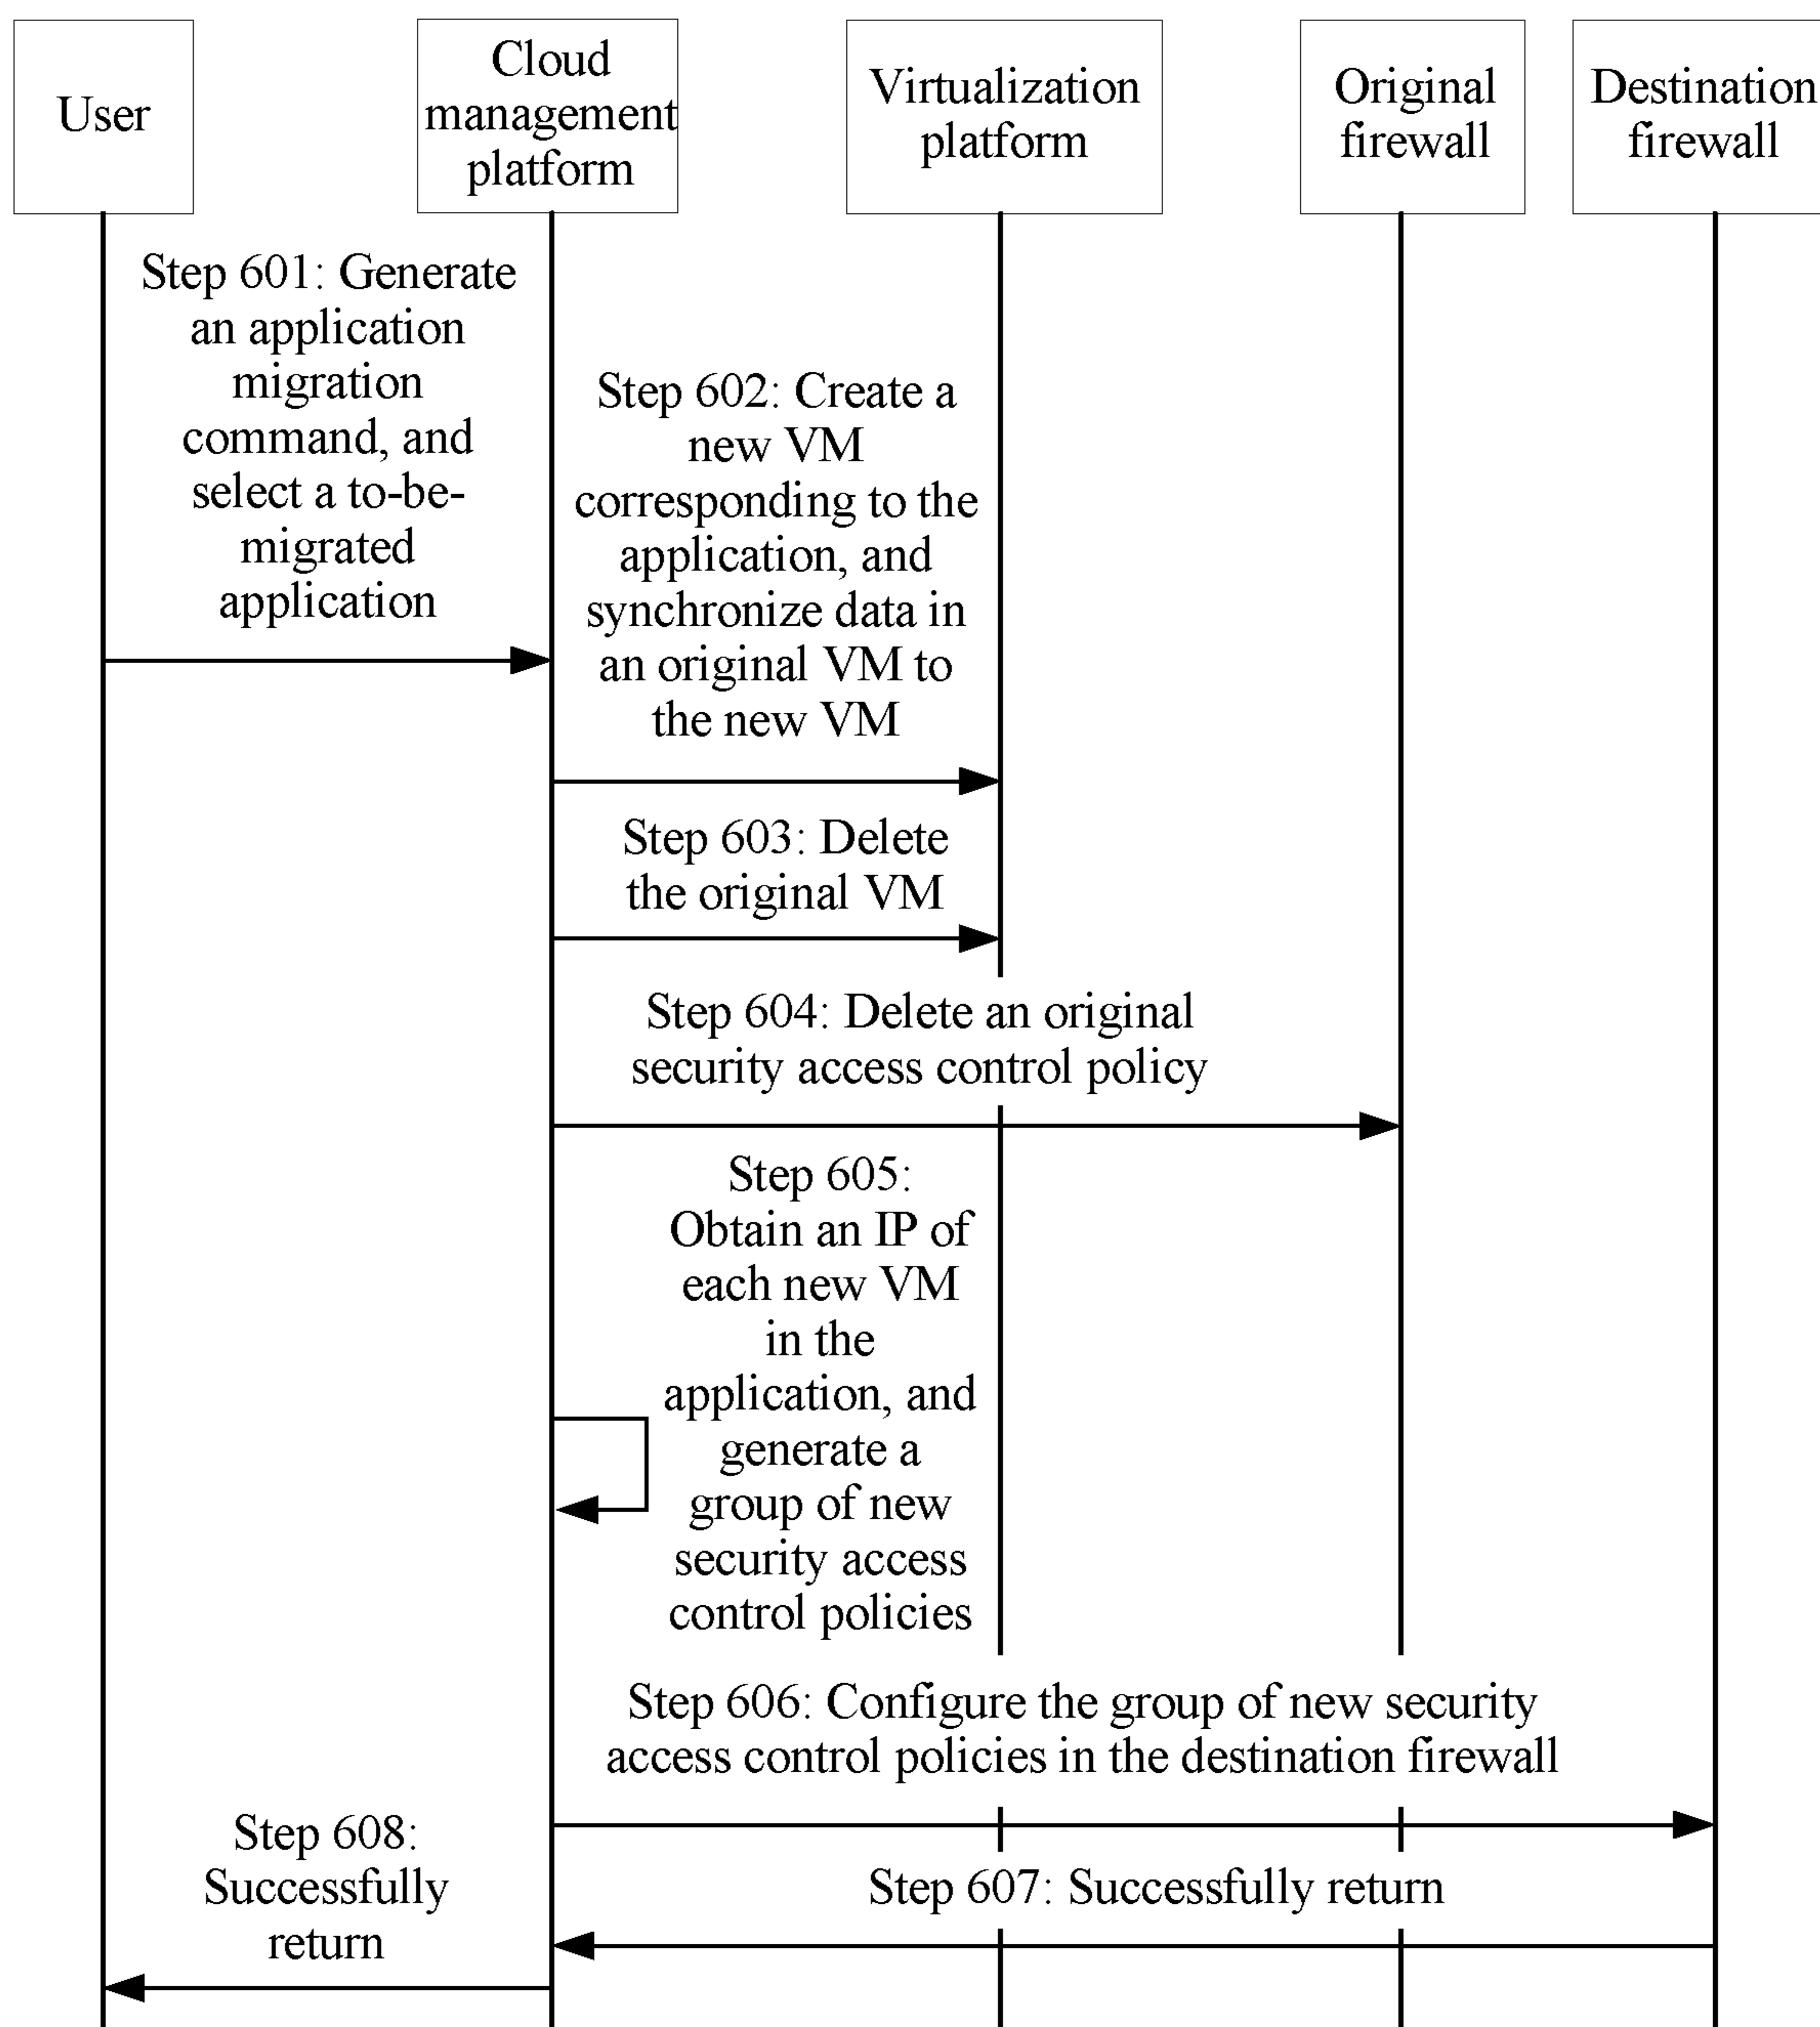 User
Cloud
management
platform
Virtualization
platform
Original
firewall
Destination
firewall
Step 601: Generate
an application
migration
command, and
select a to-be-
migrated
application
Step 602: Create a
new VM
corresponding to the
application, and
synchronize data in
an original VM to
the new VM
Step 603: Delete
the original VM
Step 604: Delete an original
security access control policy
Step 605:
Obtain an IP of
each new VM
in the
application, and
generate a
group of new
security access
control policies
Step 606: Configure the group of new security
access control policies in the destination firewall
Step 607: Successfully return
Step 608:
Successfully
return